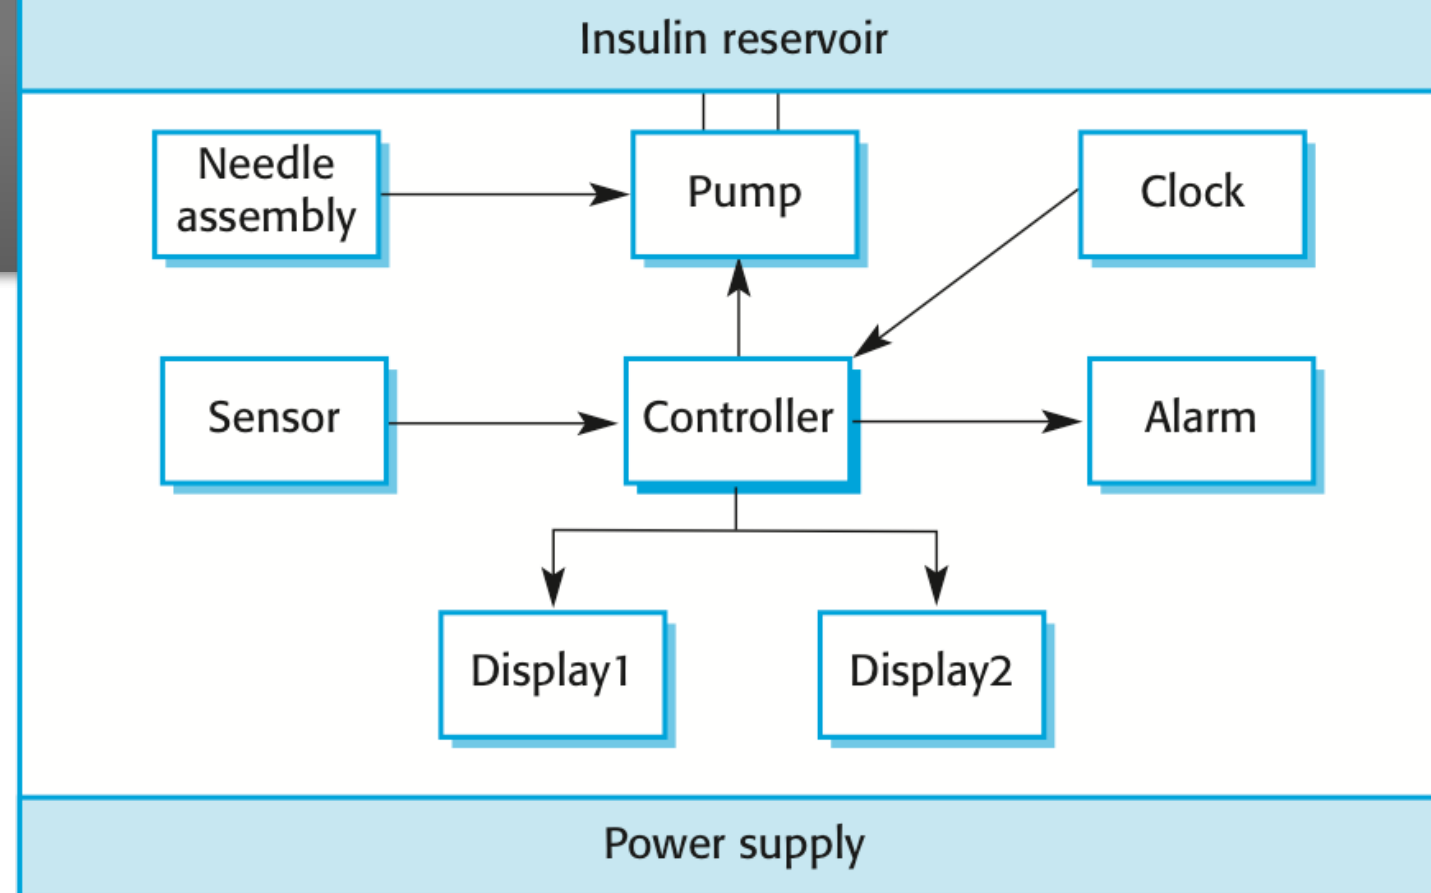 Insulin reservoir
Needle
assembly
Pump
Clock
Sensor
Controller
Alarm
Display1
Display2
Power supply